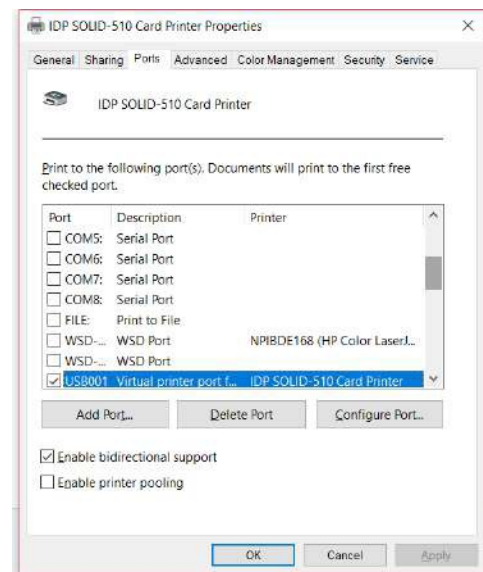 IDP SOLID-510 Card Printer Properties
General Sharing Ports Advanced Color Management Security Service
IDP SOLID-510 Card Printer
Print to the following port(s). Documents will print to the first free
checked port.
Port Description Printer
COM5: Serial Port
COM6: Serial Port
COM7: Serial Port
COM8: Serial Port
FILE: Print to File
WSD-... WSD Port NPIBDE168 (HP Color LaserJ...
WSD-... WSD Port
USB001 Virtual printer port f... IDP SOLID-510 Card Printer
Add Port... Delete Port Configure Port...
Enable bidirectional support
Enable printer pooling
OK Cancel Apply